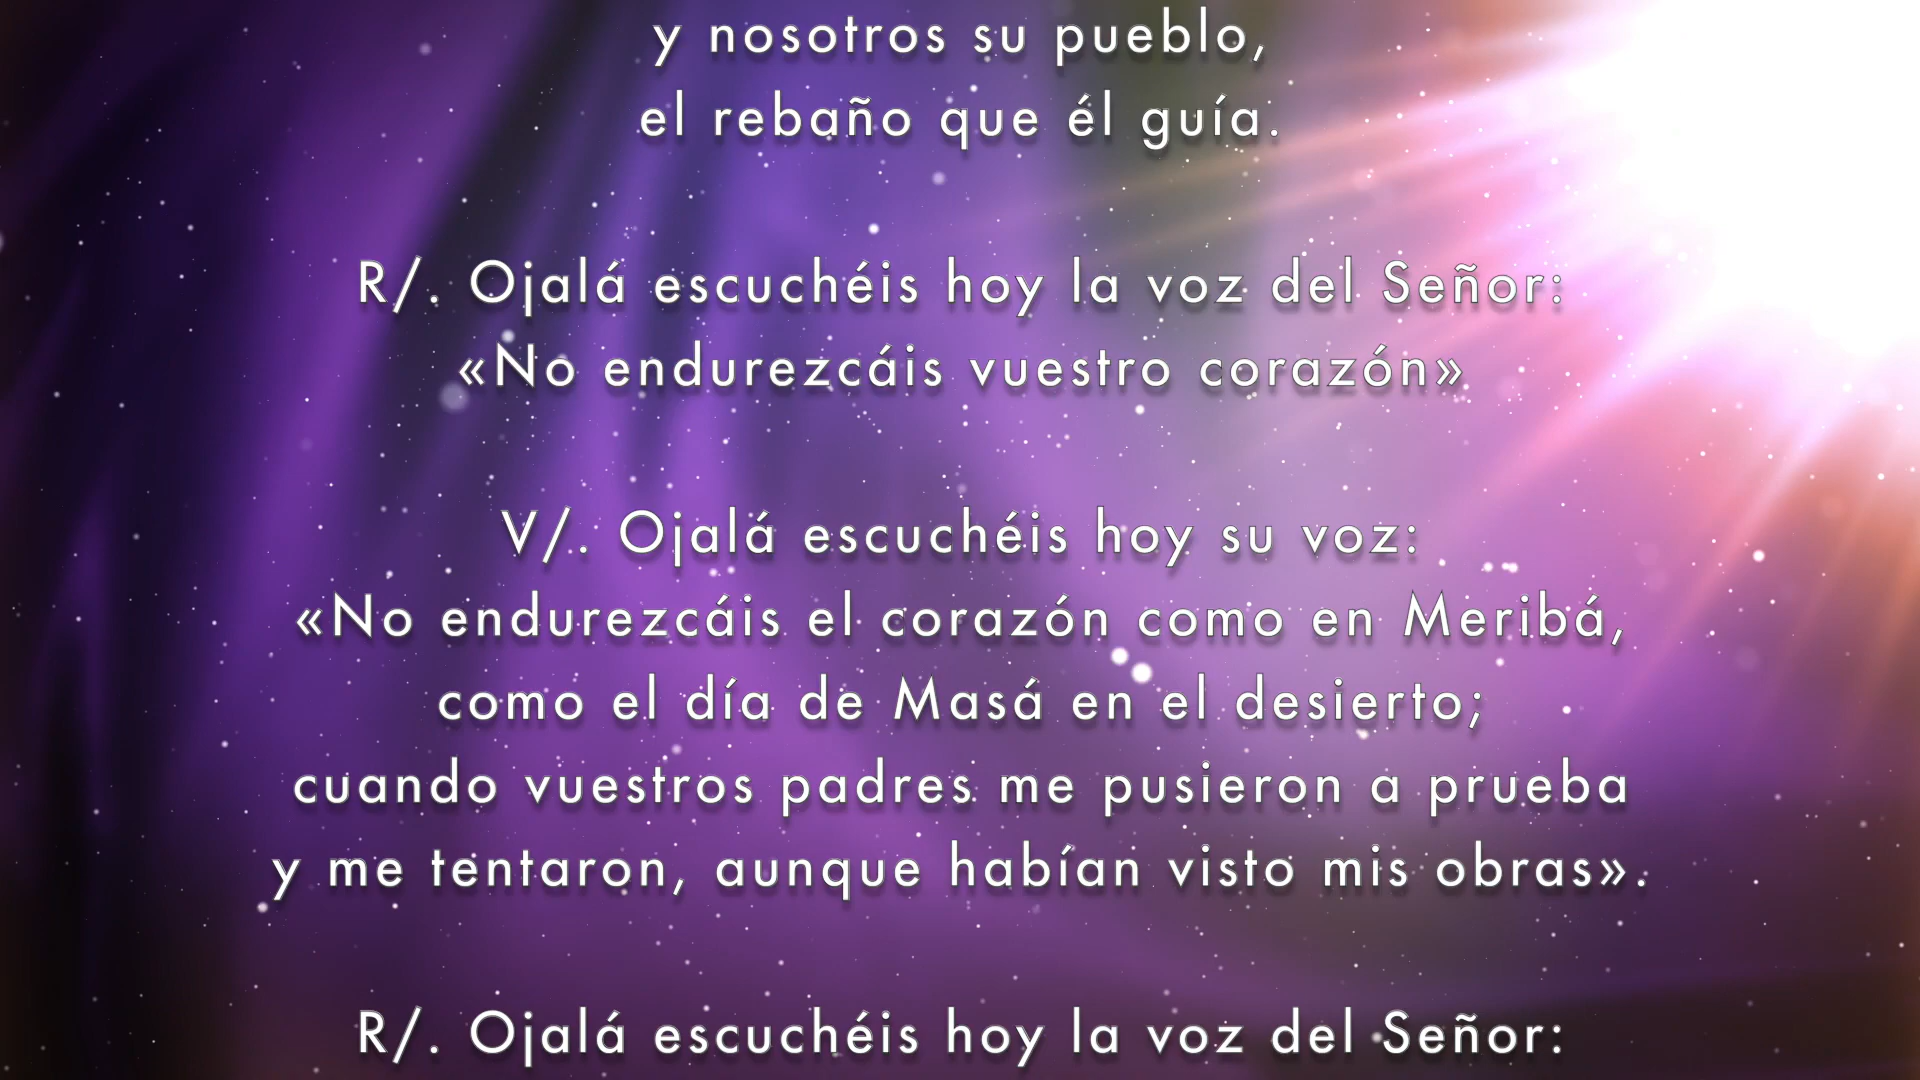 y nosotros su pueblo,
el rebaño que él guía.
R/. Ojalá escuchéis hoy la voz del Señor:
«No endurezcáis vuestro corazón»
V/. Ojalá escuchéis hoy su voz:
«No endurezcáis el corazón como en Meribá,
como el día de Masá en el desierto;
cuando vuestros padres me pusieron a prueba
y me tentaron, aunque habían visto mis obras».
R/. Ojalá escuchéis hoy la voz del Señor: